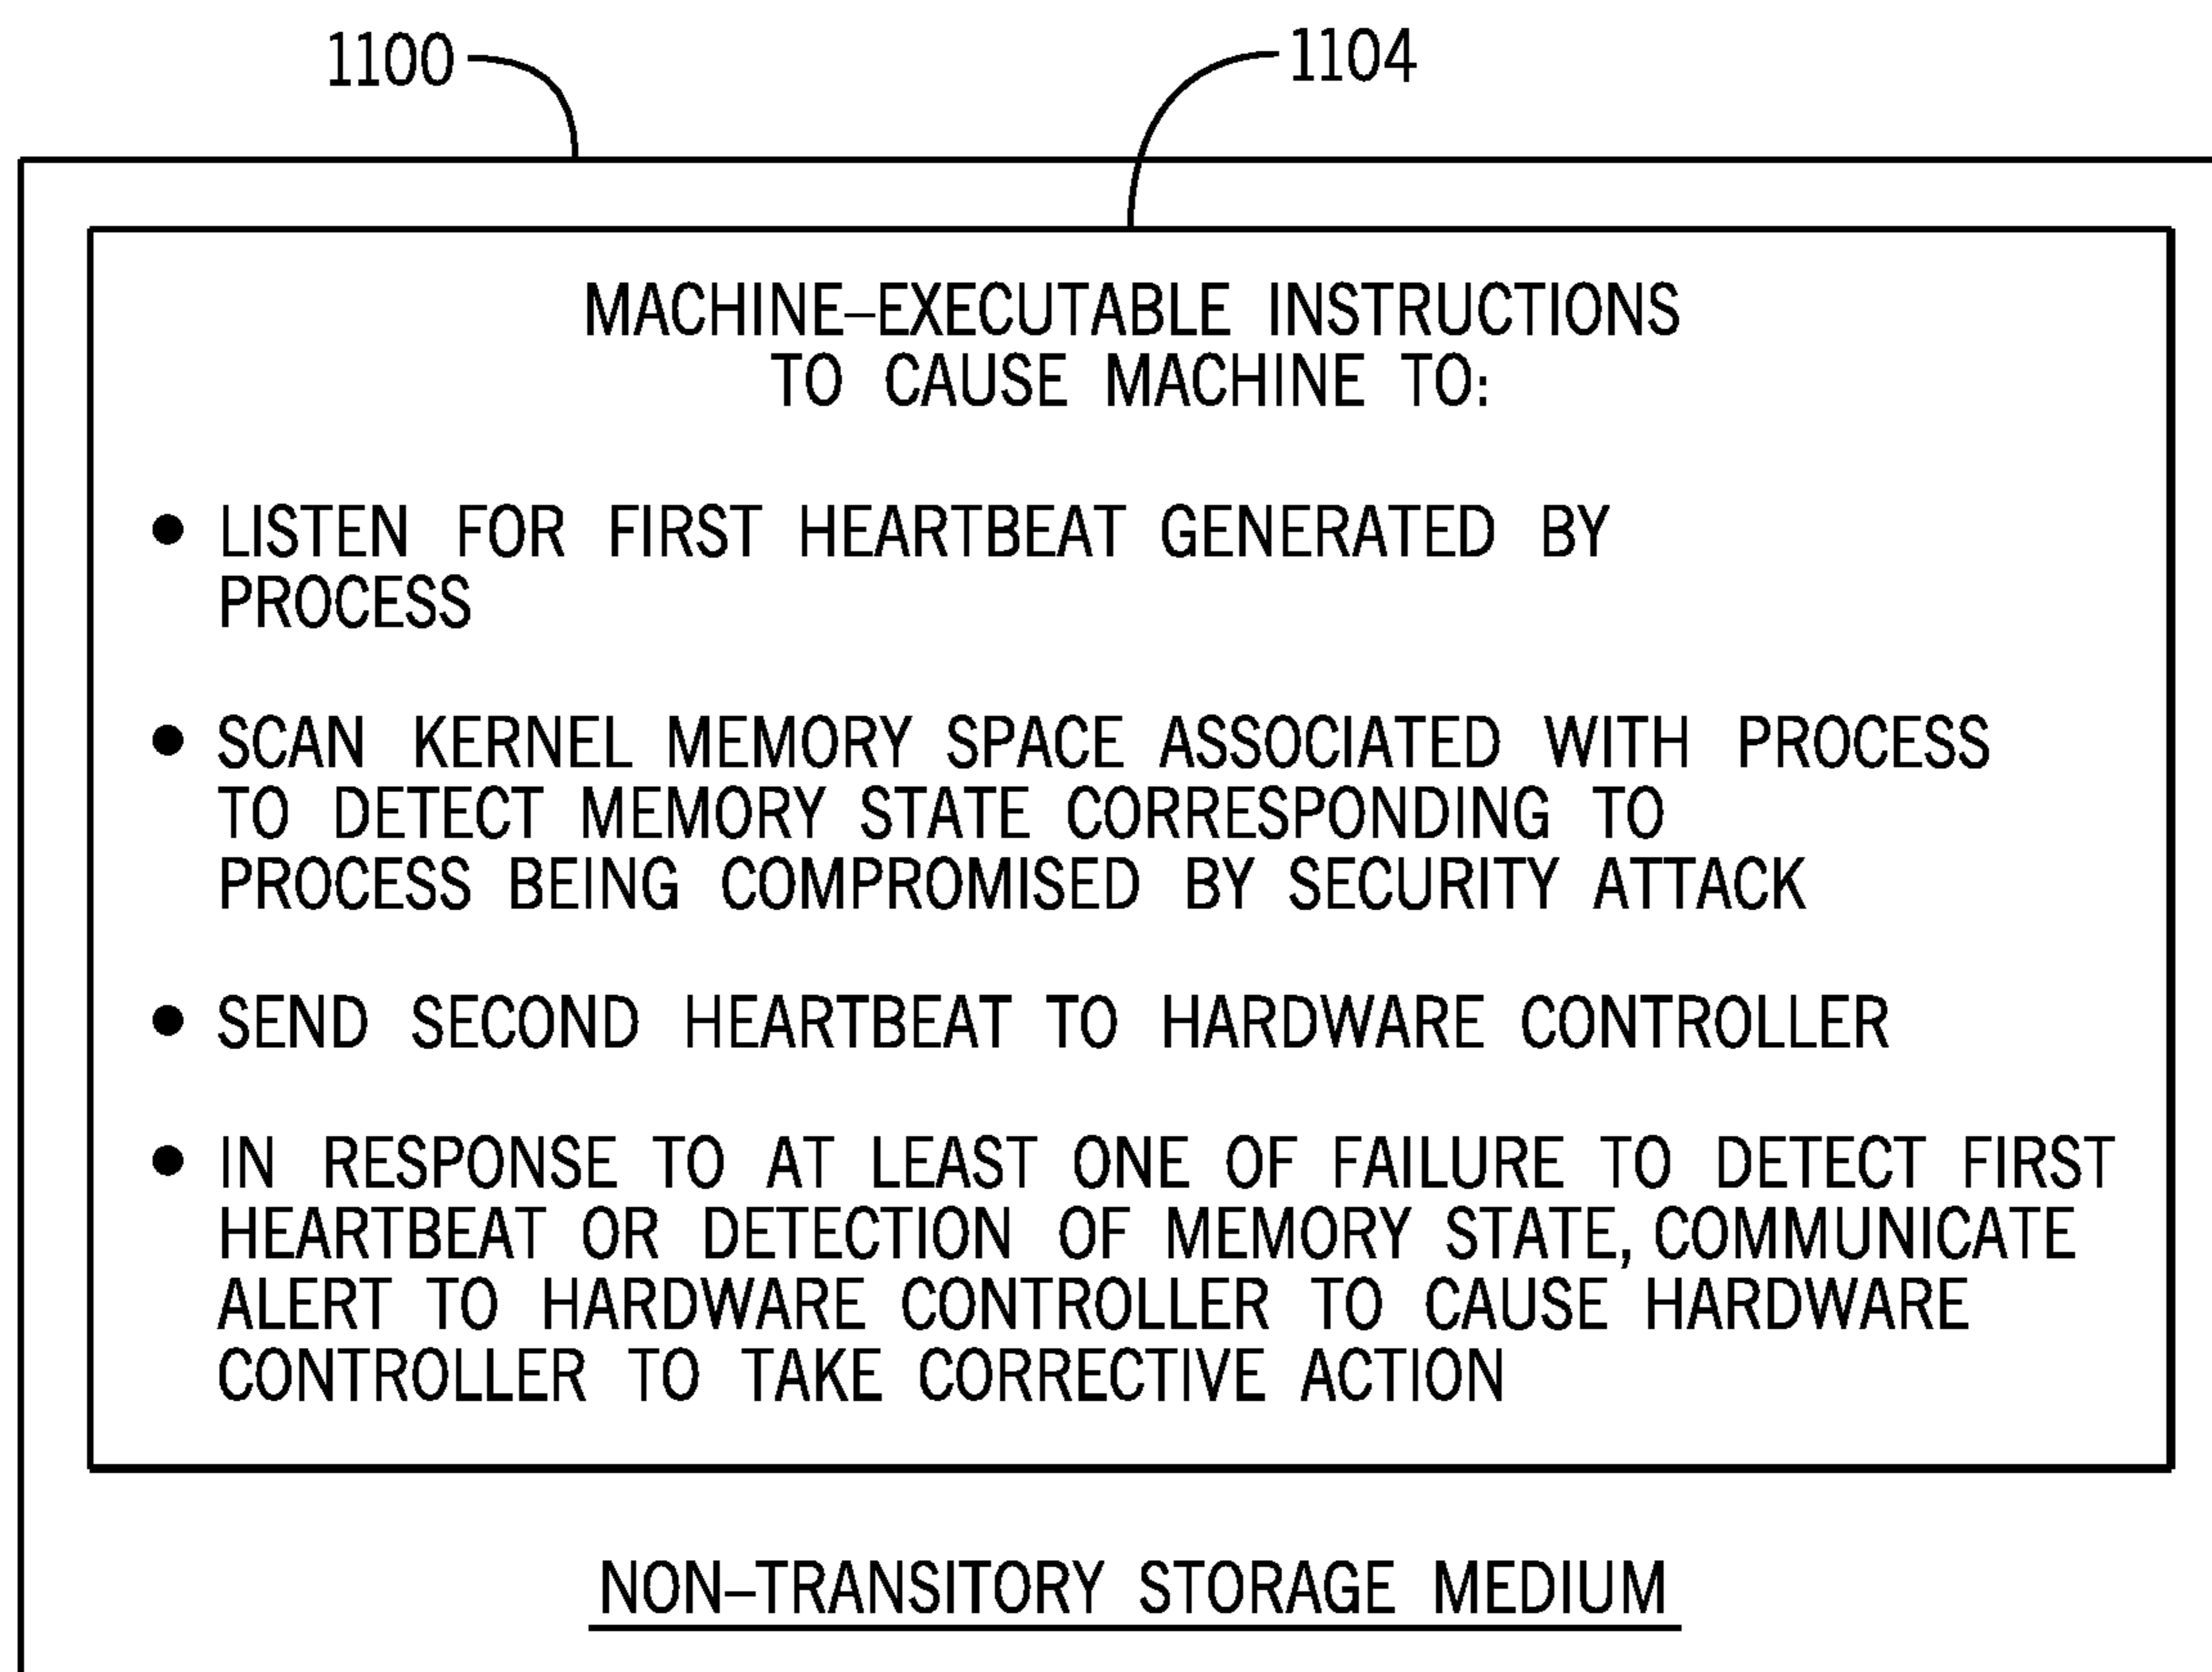 1100
1104
MACHINE–EXECUTABLE INSTRUCTIONS
TO CAUSE MACHINE TO:
● LISTEN FOR FIRST HEARTBEAT GENERATED BY
PROCESS
● SCAN KERNEL MEMORY SPACE ASSOCIATED WITH PROCESS
TO DETECT MEMORY STATE CORRESPONDING TO
PROCESS BEING COMPROMISED BY SECURITY ATTACK
● SEND SECOND HEARTBEAT TO HARDWARE CONTROLLER
● IN RESPONSE TO AT LEAST ONE OF FAILURE TO DETECT FIRST
HEARTBEAT OR DETECTION OF MEMORY STATE, COMMUNICATE
ALERT TO HARDWARE CONTROLLER TO CAUSE HARDWARE
CONTROLLER TO TAKE CORRECTIVE ACTION
NON–TRANSITORY STORAGE MEDIUM